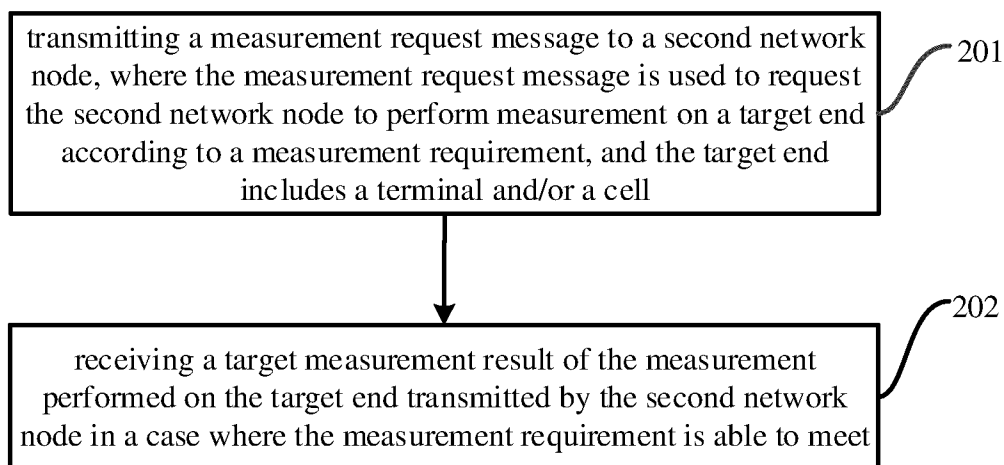 transmitting a measurement request message to a second network
node, where the measurement request message is used to request
the second network node to perform measurement on a target end
according to a measurement requirement, and the target end
includes a terminal and/or a cell
201
receiving a target measurement result of the measurement
performed on the target end transmitted by the second network
node in a case where the measurement requirement is able to meet
202